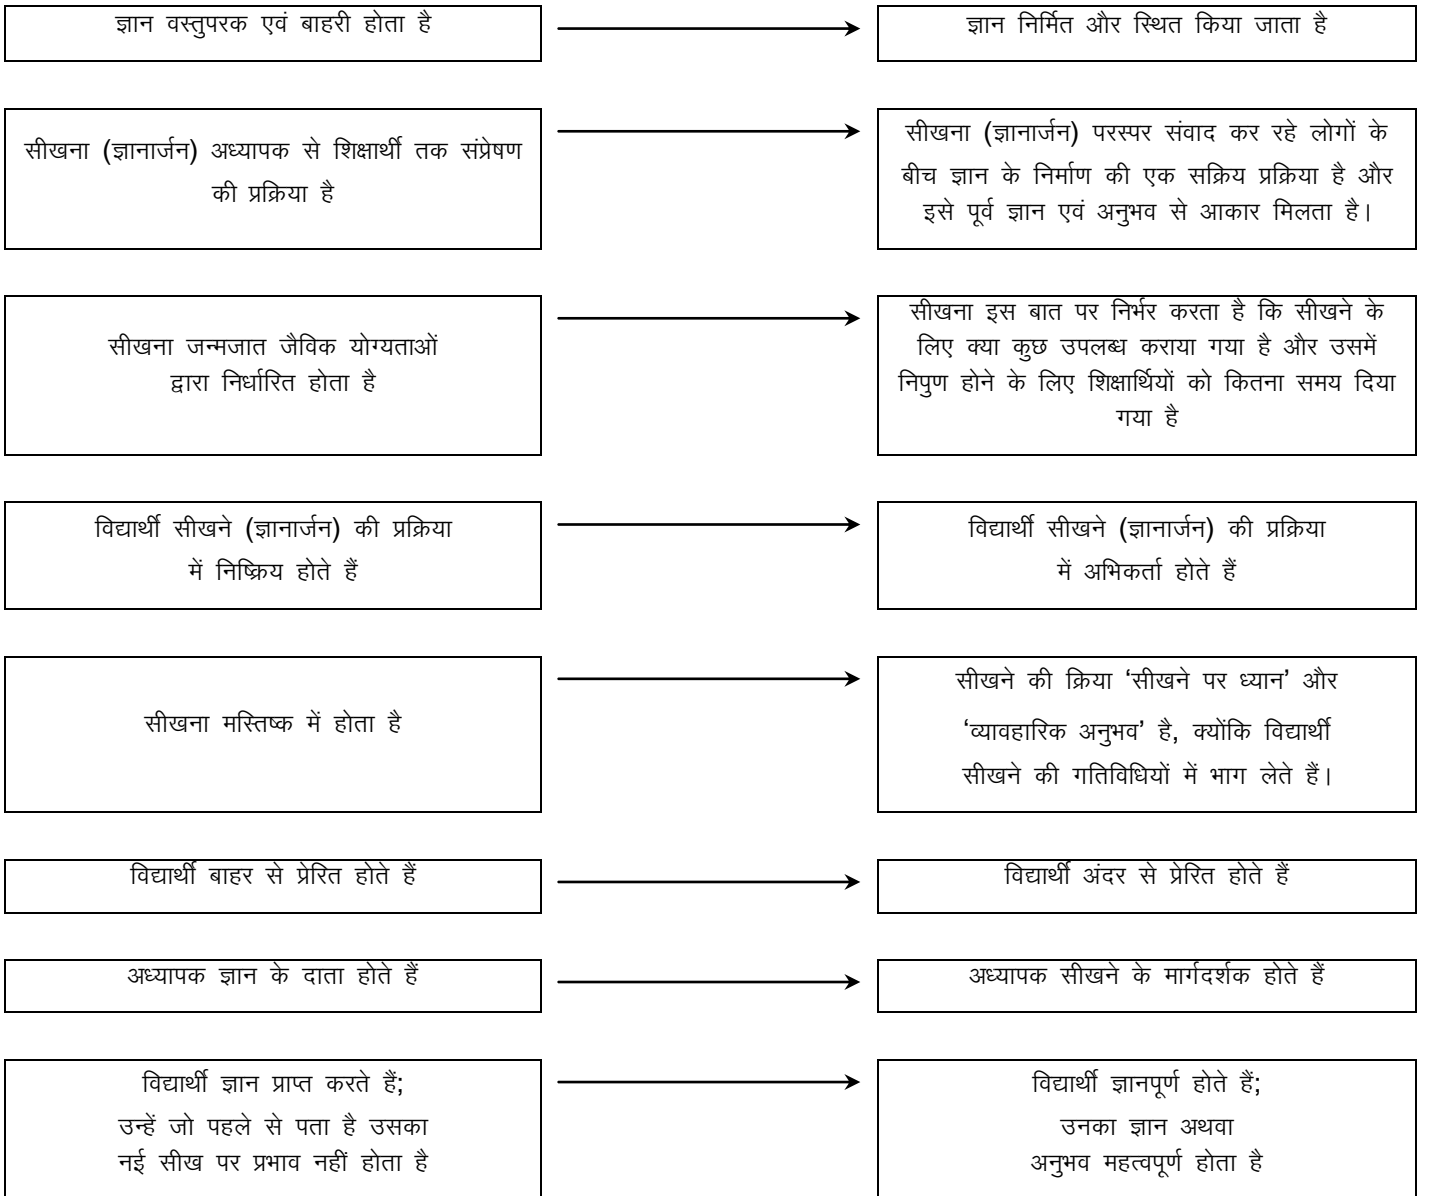 ज्ञान वस्तुपरक एवं बाहरी होता है
ज्ञान निर्मित और स्थित किया जाता है
सीखना (ज्ञानार्जन) अध्यापक से शिक्षार्थी तक संप्रेषण
की प्रक्रिया है
सीखना (ज्ञानार्जन) परस्पर संवाद कर रहे लोगों के
बीच ज्ञान के निर्माण की एक सक्रिय प्रक्रिया है और
इसे पूर्व ज्ञान एवं अनुभव से आकार मिलता है।
सीखना जन्मजात जैविक योग्यताओं
द्वारा निर्धारित होता है
सीखना इस बात पर निर्भर करता है कि सीखने के
लिए क्या कुछ उपलब्ध कराया गया है और उसमें
निपुण होने के लिए शिक्षार्थियों को कितना समय दिया
गया है
विद्यार्थी सीखने (ज्ञानार्जन) की प्रक्रिया
में निष्क्रिय होते हैं
विद्यार्थी सीखने (ज्ञानार्जन) की प्रक्रिया
में अभिकर्ता होते हैं
सीखना मस्तिष्क में होता है
सीखने की क्रिया ‘सीखने पर ध्यान’ और
‘व्यावहारिक अनुभव’ है, क्योंकि विद्यार्थी
सीखने की गतिविधियों में भाग लेते हैं।
विद्यार्थी बाहर से प्रेरित होते हैं
विद्यार्थी अंदर से प्रेरित होते हैं
अध्यापक ज्ञान के दाता होते हैं
अध्यापक सीखने के मार्गदर्शक होते हैं
विद्यार्थी ज्ञान प्राप्त करते हैं;
उन्हें जो पहले से पता है उसका
नई सीख पर प्रभाव नहीं होता है
विद्यार्थी ज्ञानपूर्ण होते हैं;
उनका ज्ञान अथवा
अनुभव महत्वपूर्ण होता है